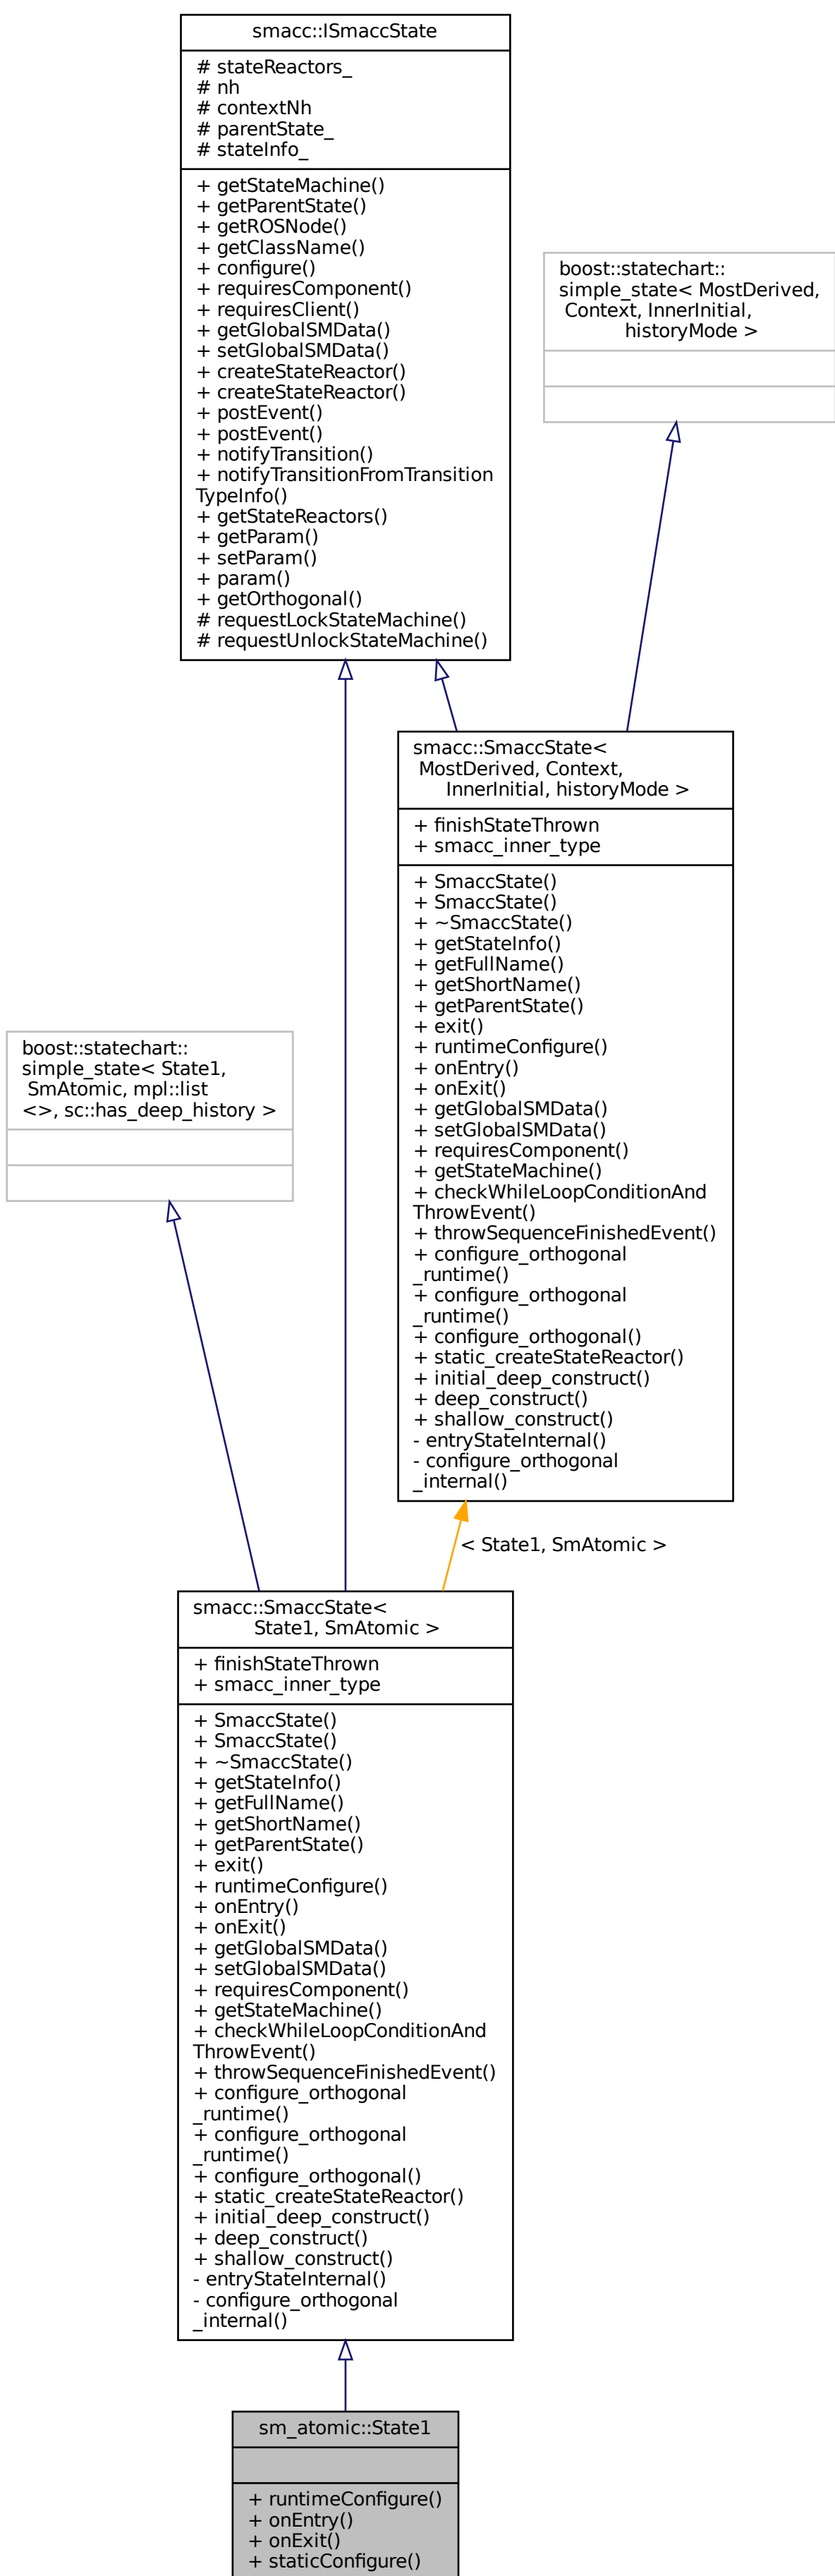 smacc::ISmaccState
# stateReactors_
# nh
# contextNh
# parentState_
# stateInfo_
+ getStateMachine()
+ getParentState()
+ getROSNode()
+ getClassName()
+ configure()
+ requiresComponent()
+ requiresClient()
+ getGlobalSMData()
+ setGlobalSMData()
+ createStateReactor()
+ createStateReactor()
+ postEvent()
+ postEvent()
+ notifyTransition()
+ notifyTransitionFromTransition
TypeInfo()
+ getStateReactors()
+ getParam()
+ setParam()
+ param()
+ getOrthogonal()
# requestLockStateMachine()
# requestUnlockStateMachine()
boost::statechart::
simple_state< MostDerived,
Context, InnerInitial,
historyMode >
smacc::SmaccState<
MostDerived, Context,
InnerInitial, historyMode >
+ finishStateThrown
+ smacc_inner_type
+ SmaccState()
+ SmaccState()
+ ~SmaccState()
+ getStateInfo()
+ getFullName()
+ getShortName()
+ getParentState()
+ exit()
+ runtimeConfigure()
+ onEntry()
+ onExit()
+ getGlobalSMData()
+ setGlobalSMData()
+ requiresComponent()
+ getStateMachine()
+ checkWhileLoopConditionAnd
ThrowEvent()
+ throwSequenceFinishedEvent()
+ configure_orthogonal
_runtime()
+ configure_orthogonal
_runtime()
+ configure_orthogonal()
+ static_createStateReactor()
+ initial_deep_construct()
+ deep_construct()
+ shallow_construct()
- entryStateInternal()
- configure_orthogonal
_internal()
boost::statechart::
simple_state< State1,
SmAtomic, mpl::list
<>, sc::has_deep_history >
< State1, SmAtomic >
smacc::SmaccState<
State1, SmAtomic >
+ finishStateThrown
+ smacc_inner_type
+ SmaccState()
+ SmaccState()
+ ~SmaccState()
+ getStateInfo()
+ getFullName()
+ getShortName()
+ getParentState()
+ exit()
+ runtimeConfigure()
+ onEntry()
+ onExit()
+ getGlobalSMData()
+ setGlobalSMData()
+ requiresComponent()
+ getStateMachine()
+ checkWhileLoopConditionAnd
ThrowEvent()
+ throwSequenceFinishedEvent()
+ configure_orthogonal
_runtime()
+ configure_orthogonal
_runtime()
+ configure_orthogonal()
+ static_createStateReactor()
+ initial_deep_construct()
+ deep_construct()
+ shallow_construct()
- entryStateInternal()
- configure_orthogonal
_internal()
sm_atomic::State1
+ runtimeConfigure()
+ onEntry()
+ onExit()
+ staticConfigure()